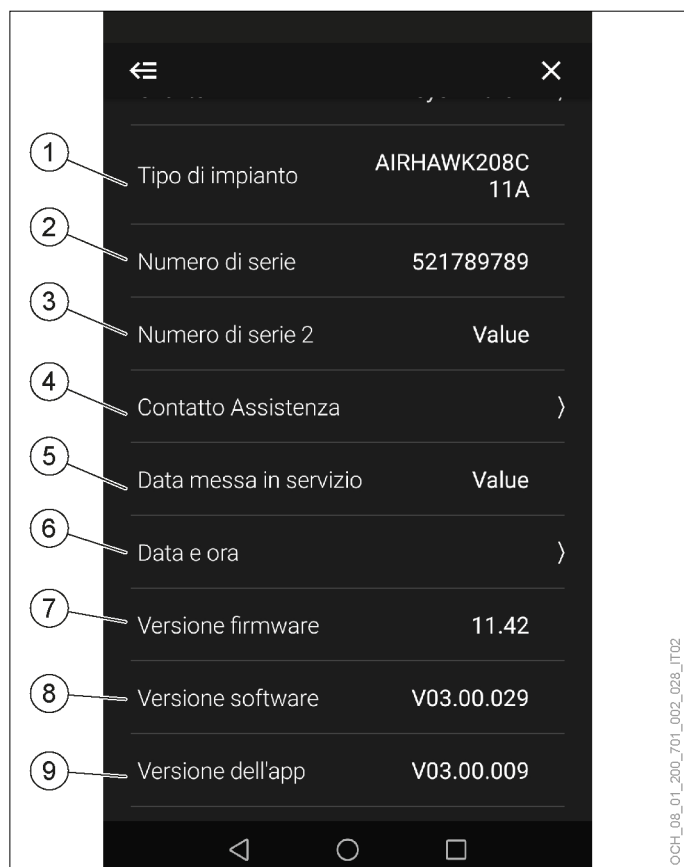 1
Tipo di impianto
AIRHAWK208C
11A
2
Numero di serie 521789789
3
Numero di serie 2 Value
4
Contatto Assistenza
5
Data messa in servizio Value
6
Data e ora
7
Versione firmware 11.42
8
Versione software V03.00.029
9
Versione dell'app V03.00.009
OCH_08_01_200_701_002_028_IT02